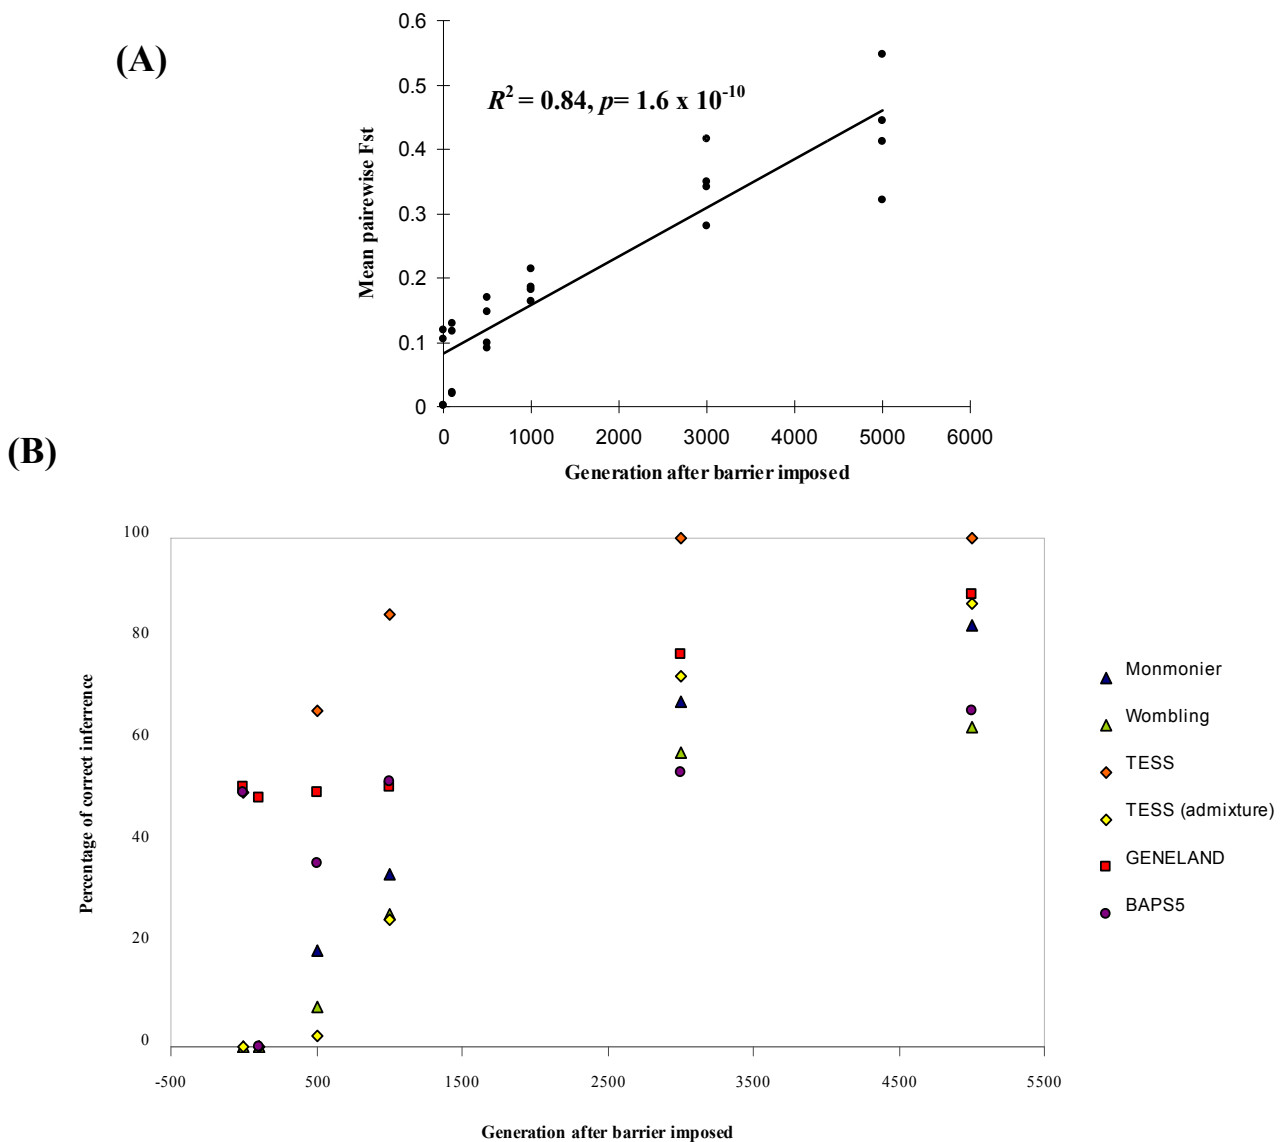 (A)
0.6
0.5
0.4
0.3
0.2
0.1
0
R² = 0.84, p= 1.6 x 10⁻¹⁰
Mean pairewise Fst
0 1000 2000 3000 4000 5000 6000
Generation after barrier imposed
(B)
100
80
60
40
20
0
Percentage of correct inferrence
-500 500 1500 2500 3500 4500 5500
Generation after barrier imposed
Monmonier
Wombling
TESS
TESS (admixture)
GENELAND
BAPS5